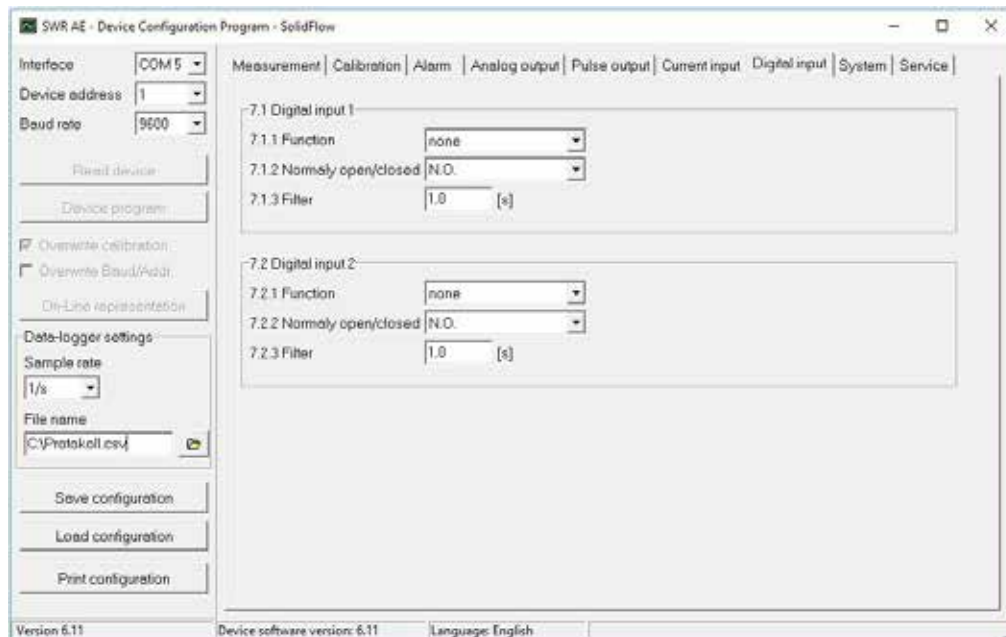 SWR AE - Device Configuration Program - SolidFlow
Interface COM 5
Device address 1
Baud rate 9600
Read device
Device program
Overwrite calibration
Overwrite Baud/Addr.
On-Line representation
Data-logger settings
Sample rate
1/s
File name
C:\Protokoll.csv
Save configuration
Load configuration
Print configuration
Measurement Calibration Alarm Analog output Pulse output Current input Digital input System Service
7.1 Digital input 1
7.1.1 Function none
7.1.2 Normaly open/closed N.O.
7.1.3 Filter 1.0 [s]
7.2 Digital input 2
7.2.1 Function none
7.2.2 Normaly open/closed N.O.
7.2.3 Filter 1.0 [s]
Version 6.11 Device software version: 6.11 Language: English